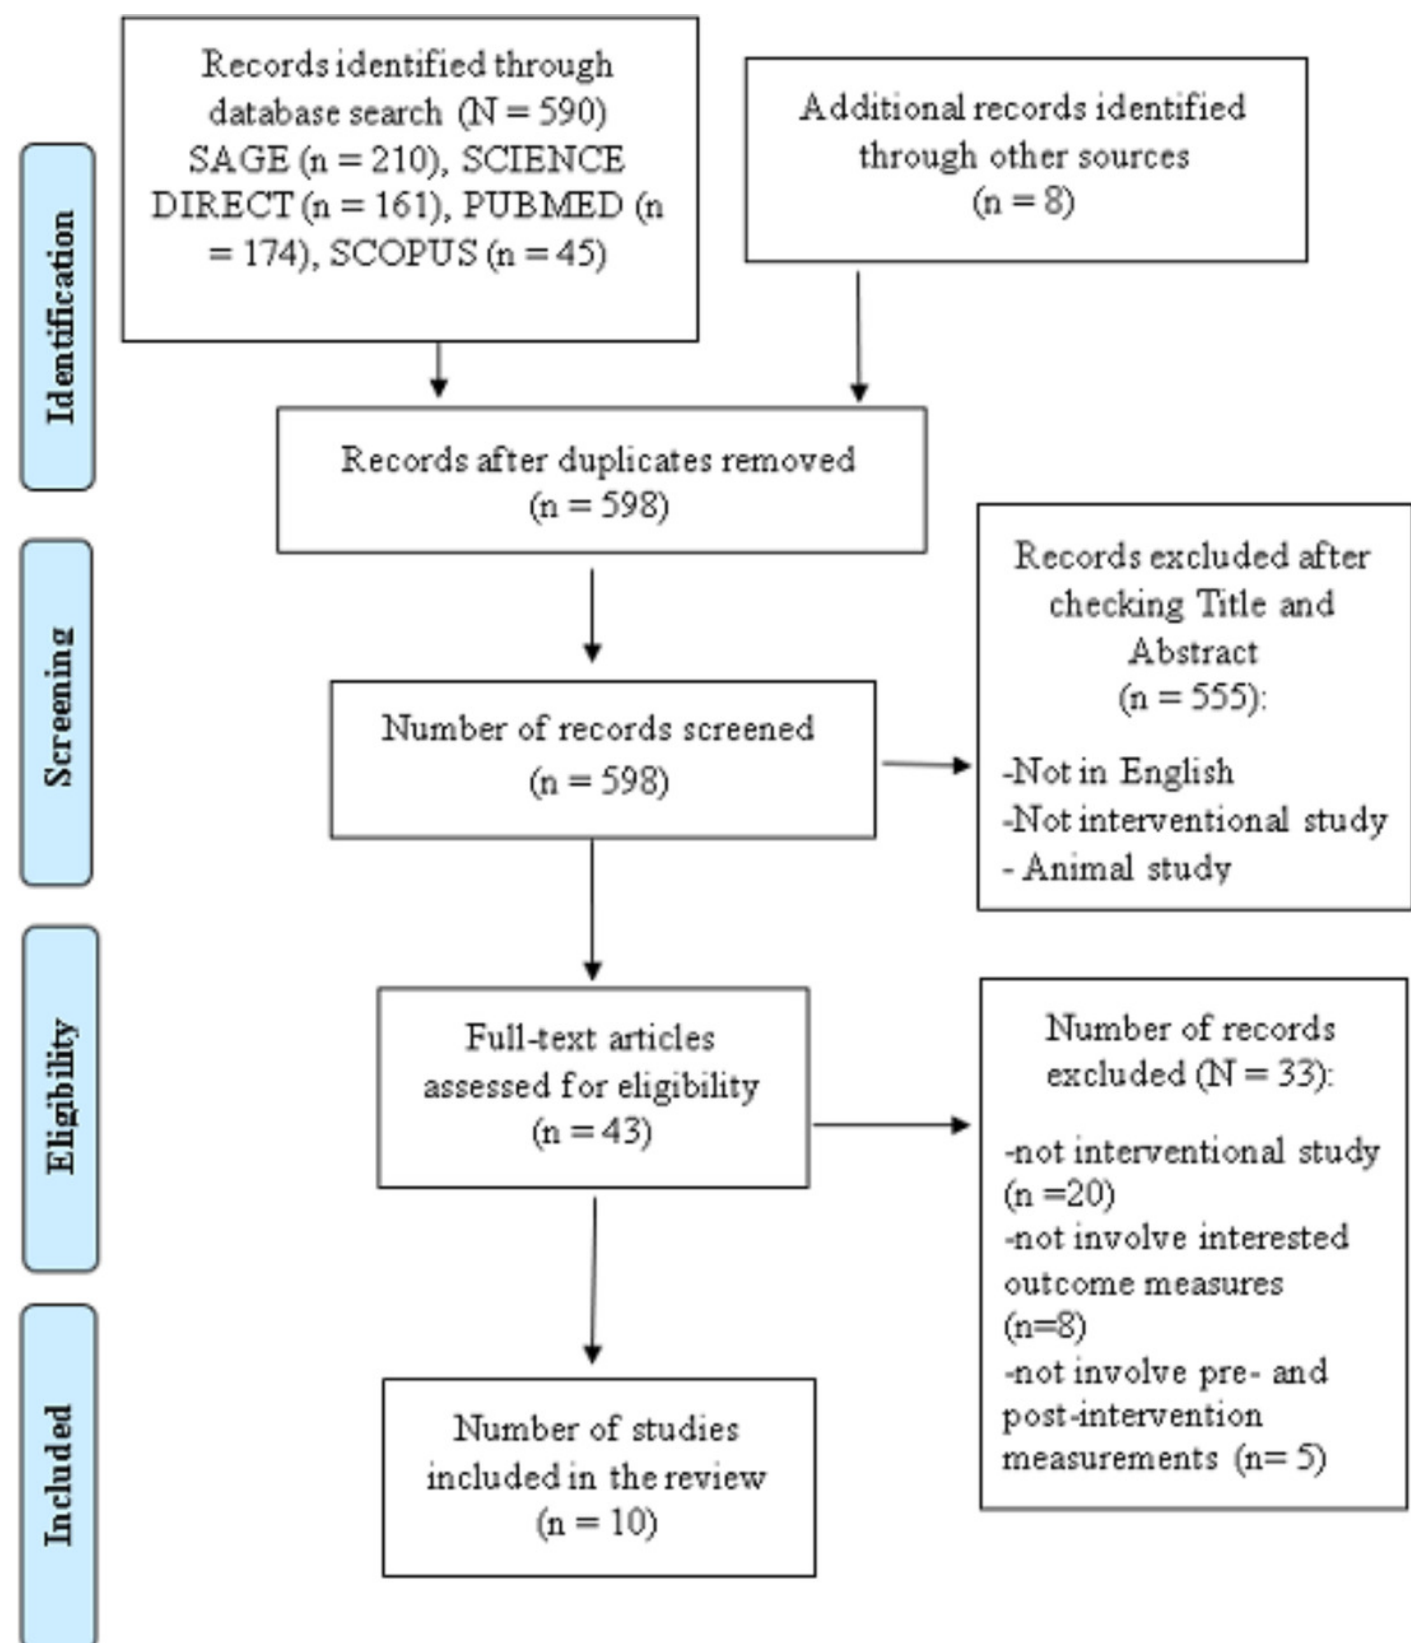 Identification
Records identified through
database search (N = 590)
SAGE (n = 210), SCIENCE
DIRECT (n = 161), PUBMED (n
= 174), SCOPUS (n = 45)
Additional records identified
through other sources
(n = 8)
Records after duplicates removed
(n = 598)
Screening
Number of records screened
(n = 598)
Records excluded after
checking Title and
Abstract
(n = 555):
-Not in English
-Not interventional study
- Animal study
Eligibility
Full-text articles
assessed for eligibility
(n = 43)
Number of records
excluded (N = 33):
-not interventional study
(n =20)
-not involve interested
outcome measures
(n=8)
-not involve pre- and
post-intervention
measurements (n= 5)
Included
Number of studies
included in the review
(n = 10)